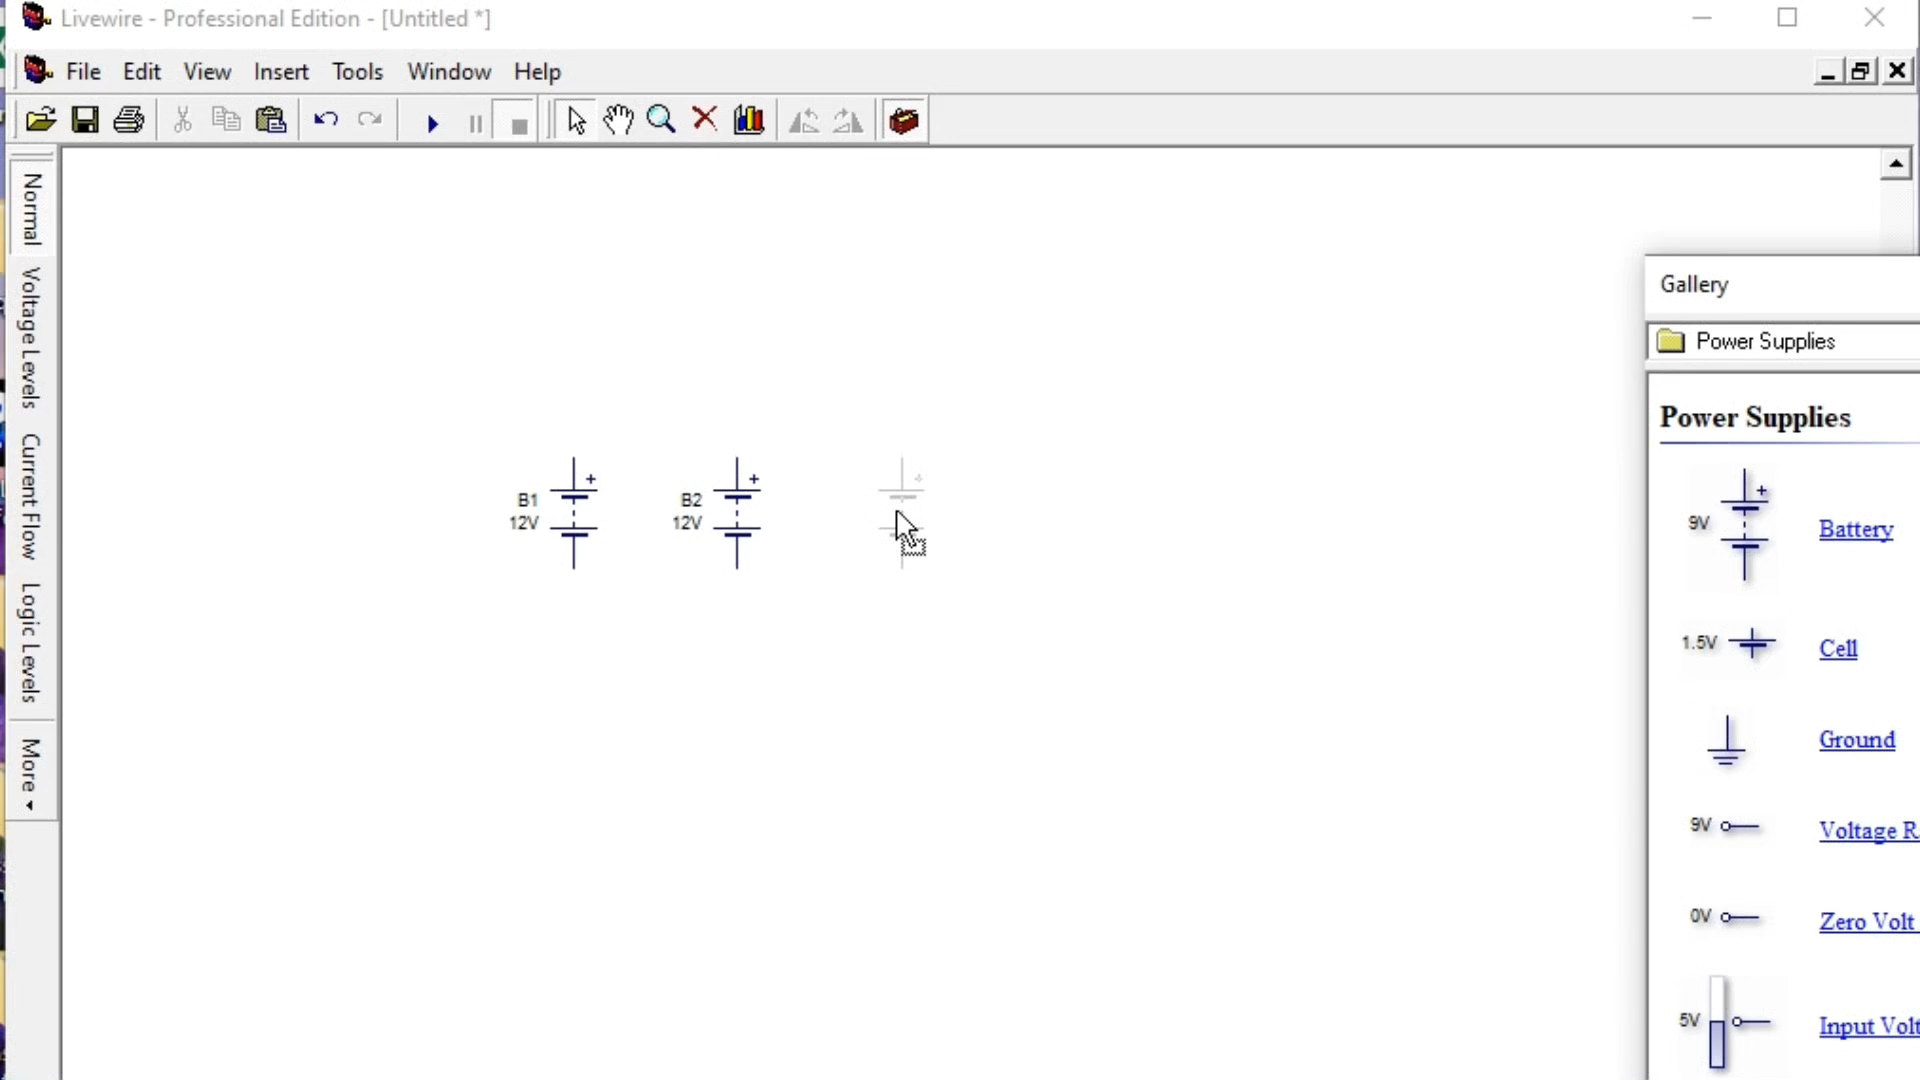 Livewire - Professional Edition - [Untitled *]
File Edit View Insert Tools Window Help
Normal
Voltage Levels
Current Flow
Logic Levels
More
Gallery
Power Supplies
Power Supplies
9V Battery
1.5V Cell
Ground
9V Voltage R
0V Zero Volt
5V Input Volt
B1
12V
B2
12V
+
+
+